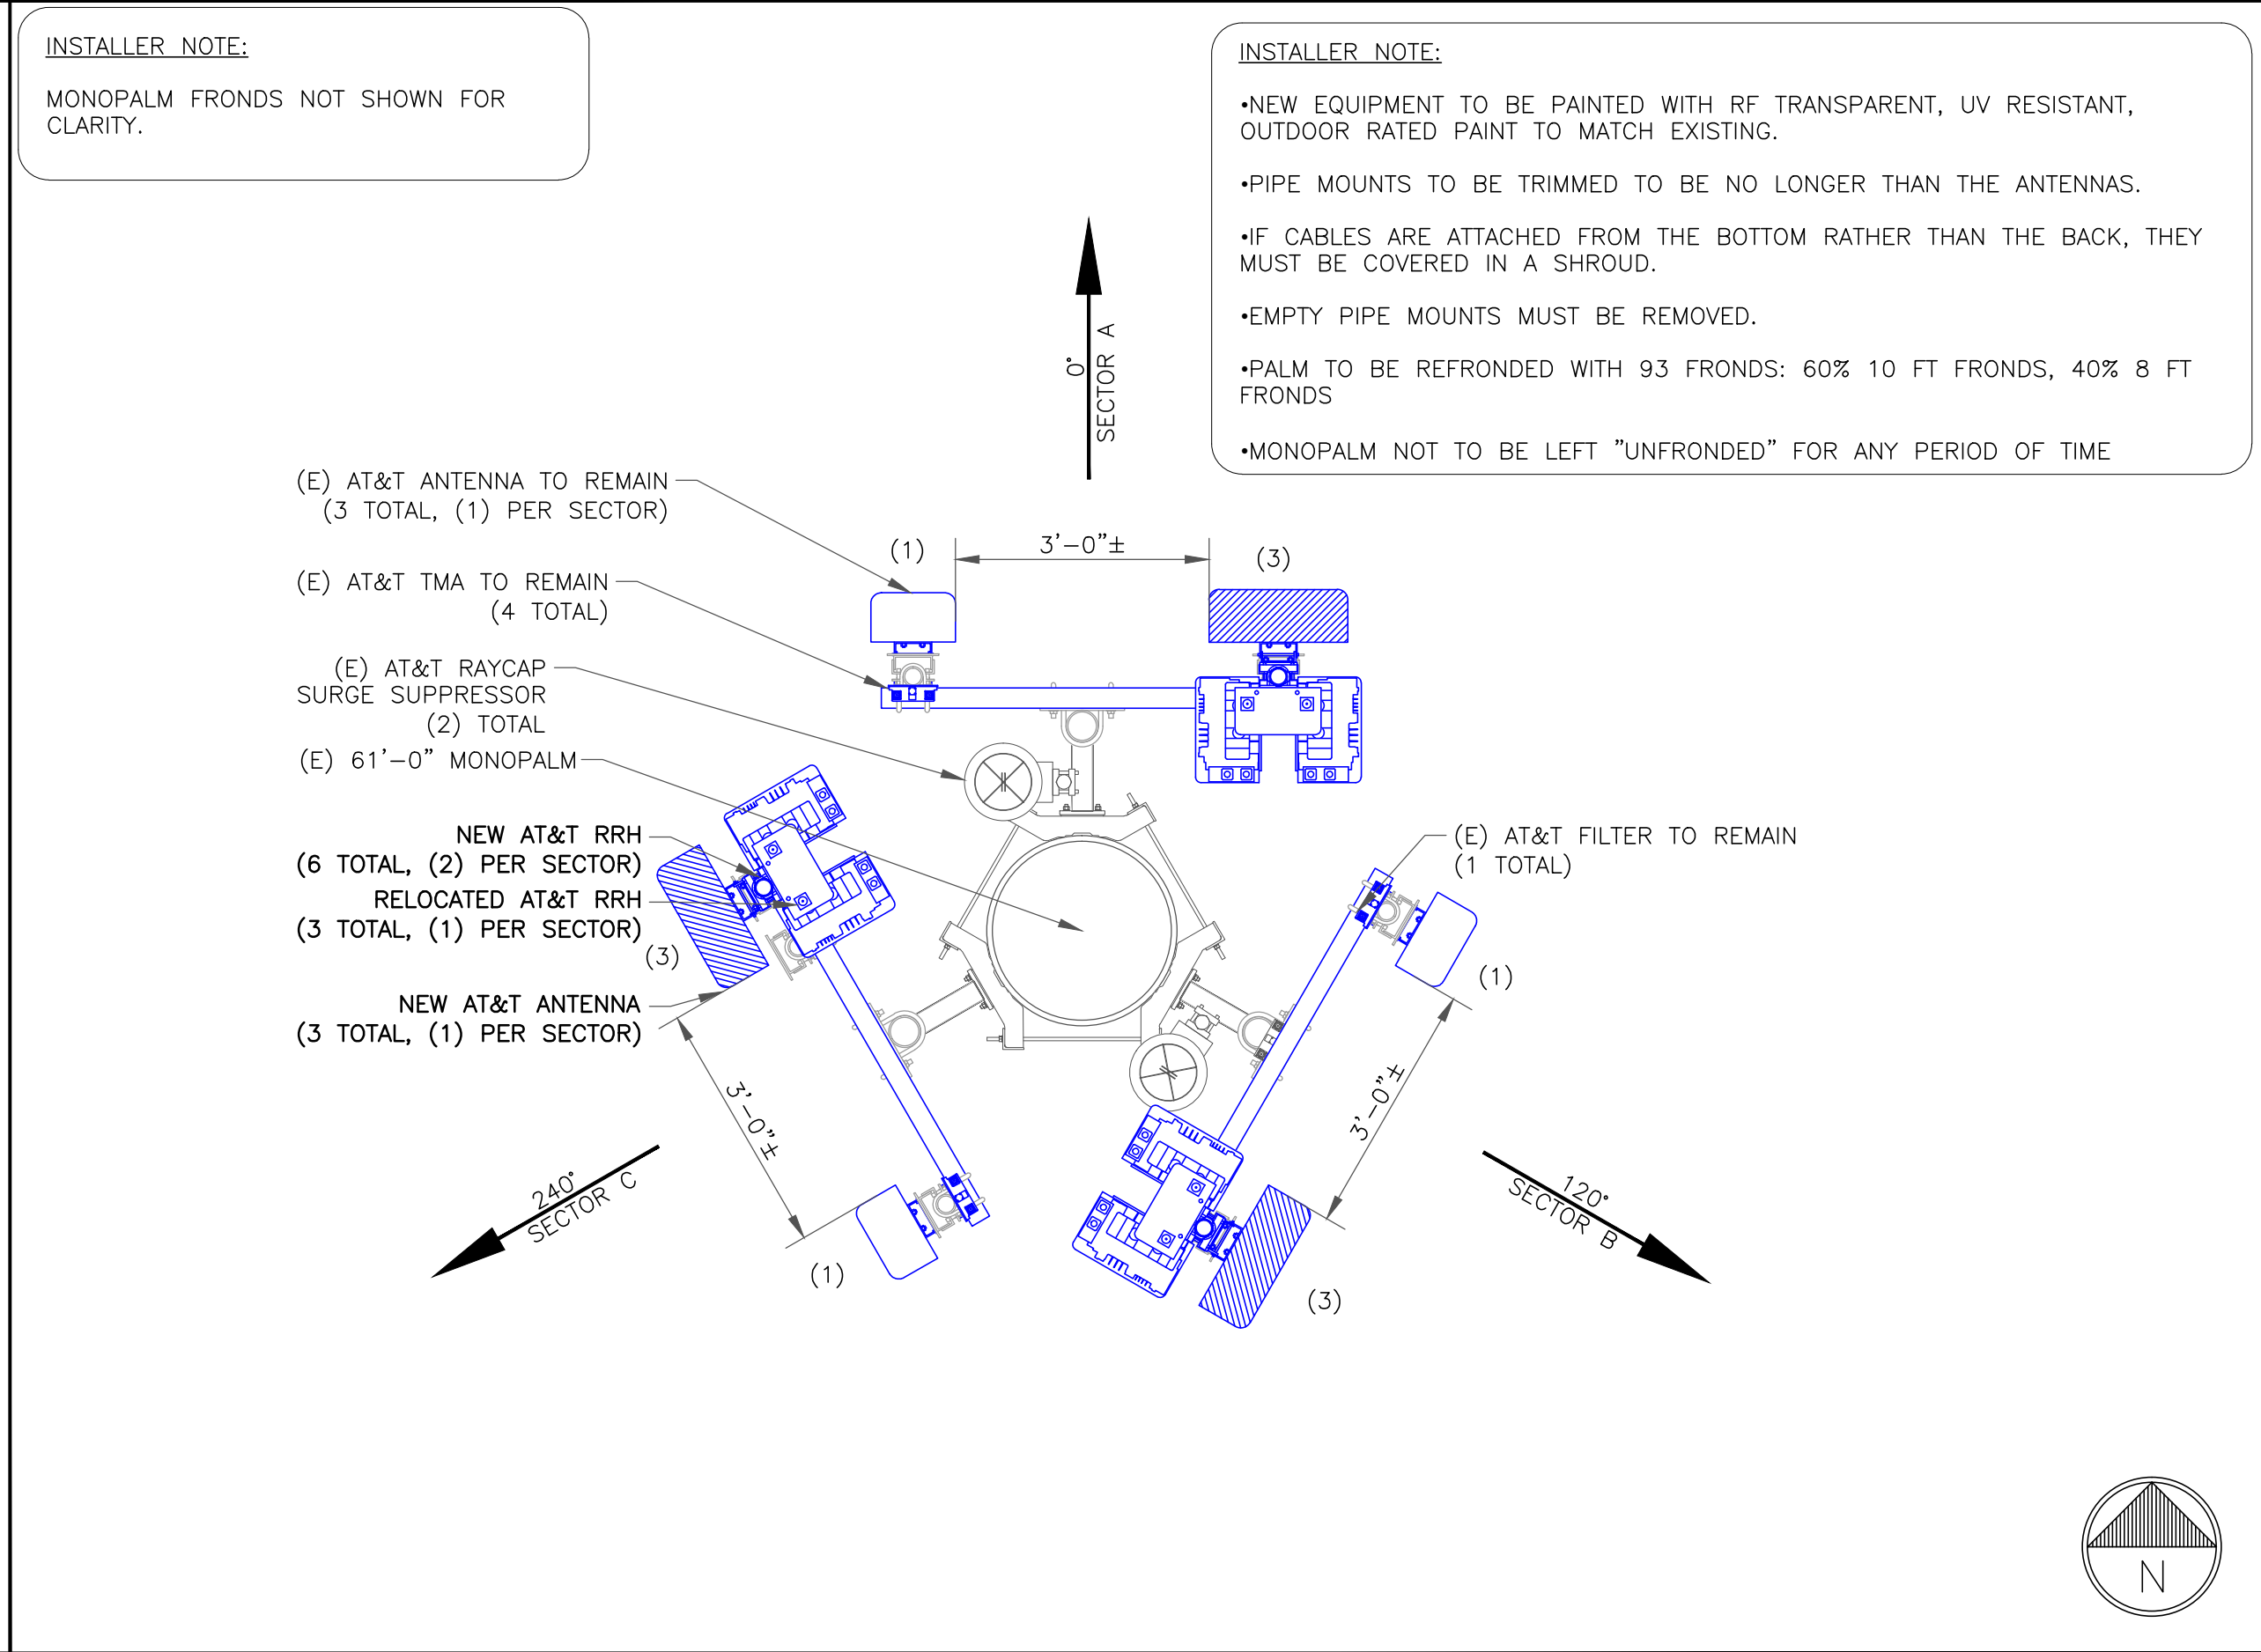 INSTALLER NOTE:
MONOPALM FRONDS NOT SHOWN FOR
CLARITY.
INSTALLER NOTE:
•NEW EQUIPMENT TO BE PAINTED WITH RF TRANSPARENT, UV RESISTANT,
OUTDOOR RATED PAINT TO MATCH EXISTING.
•PIPE MOUNTS TO BE TRIMMED TO BE NO LONGER THAN THE ANTENNAS.
•IF CABLES ARE ATTACHED FROM THE BOTTOM RATHER THAN THE BACK, THEY
MUST BE COVERED IN A SHROUD.
•EMPTY PIPE MOUNTS MUST BE REMOVED.
•PALM TO BE REFRONDED WITH 93 FRONDS: 60% 10 FT FRONDS, 40% 8 FT
FRONDS
•MONOPALM NOT TO BE LEFT "UNFRONDED" FOR ANY PERIOD OF TIME
0°
SECTOR A
(E) AT&T ANTENNA TO REMAIN
(3 TOTAL, (1) PER SECTOR)
(1)
3'-0"±
(3)
(E) AT&T TMA TO REMAIN
(4 TOTAL)
(E) AT&T RAYCAP
SURGE SUPPRESSOR
(2) TOTAL
(E) 61'-0" MONOPALM
NEW AT&T RRH
(6 TOTAL, (2) PER SECTOR)
RELOCATED AT&T RRH
(3 TOTAL, (1) PER SECTOR)
(3)
NEW AT&T ANTENNA
(3 TOTAL, (1) PER SECTOR)
(E) AT&T FILTER TO REMAIN
(1 TOTAL)
(1)
3'-0"±
3'-0"±
240°
SECTOR C
120°
SECTOR B
(1)
(3)
N